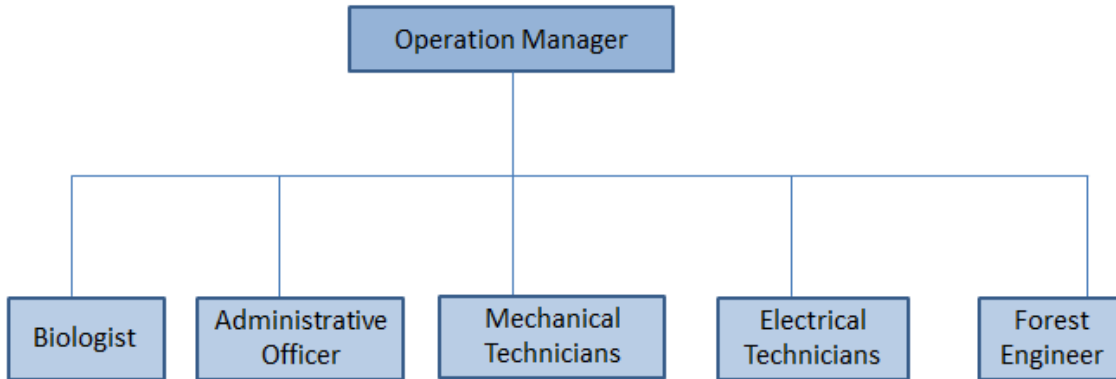 Operation Manager
Biologist
Administrative
Officer
Mechanical
Technicians
Electrical
Technicians
Forest
Engineer